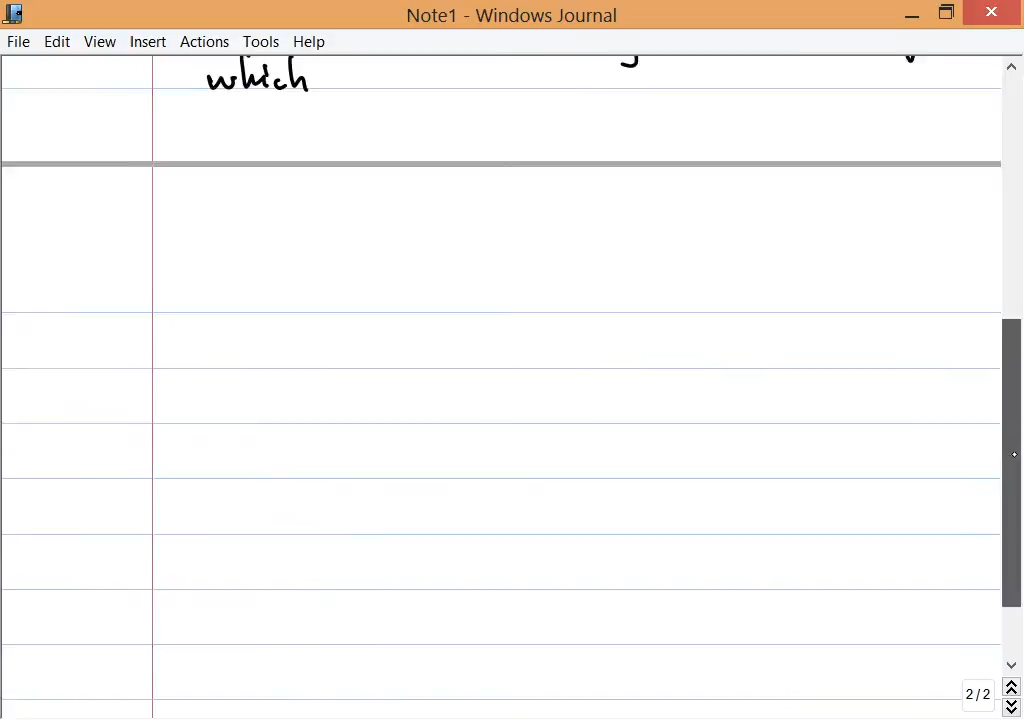 Note1 - Windows Journal
File Edit View Insert Actions Tools Help
which
2 / 2